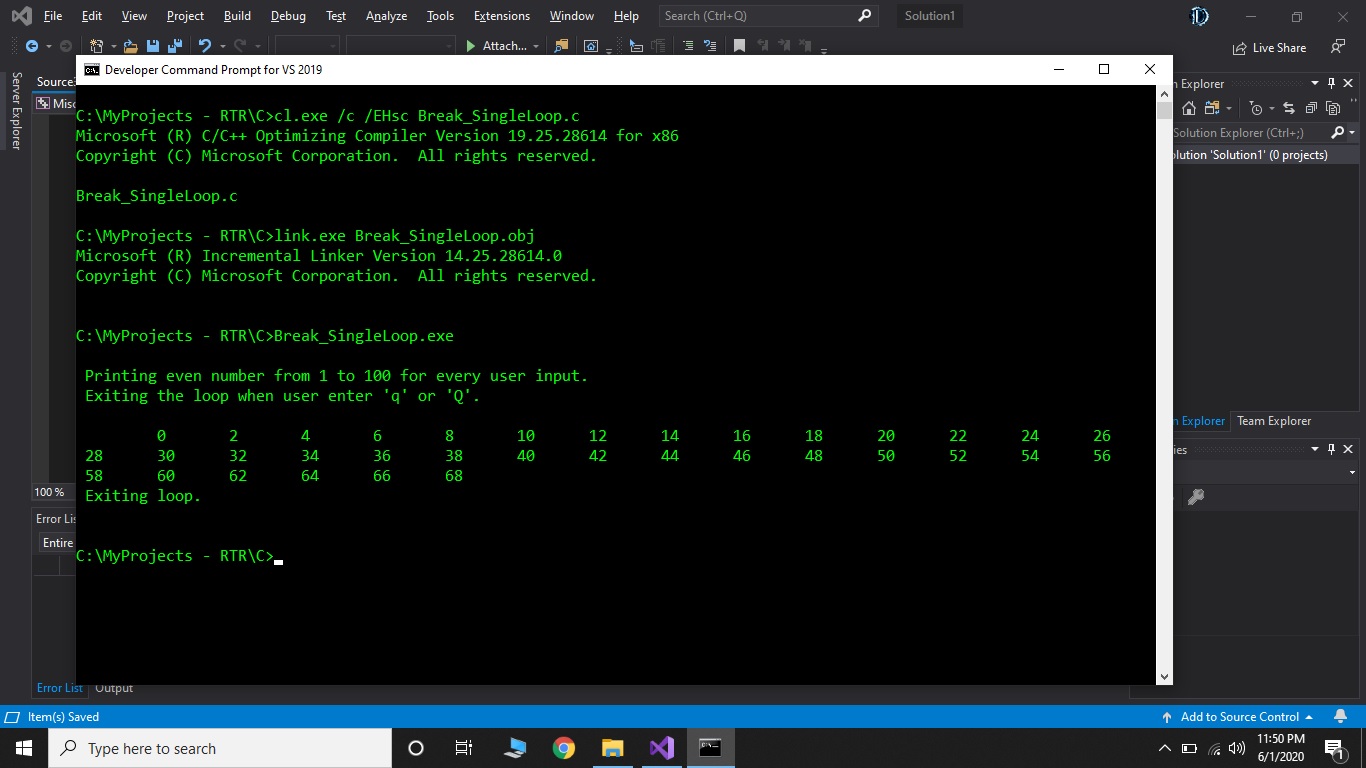 File Edit View Project Build Debug Test Analyze Tools Extensions Window Help Search (Ctrl+Q) Solution1
Attach... Live Share
Server Explorer
Source
Misc
100 %
Error Lis
Entire
Developer Command Prompt for VS 2019
C:\MyProjects - RTR\C>cl.exe /c /EHsc Break_SingleLoop.c
Microsoft (R) C/C++ Optimizing Compiler Version 19.25.28614 for x86
Copyright (C) Microsoft Corporation.  All rights reserved.
Break_SingleLoop.c
C:\MyProjects - RTR\C>link.exe Break_SingleLoop.obj
Microsoft (R) Incremental Linker Version 14.25.28614.0
Copyright (C) Microsoft Corporation.  All rights reserved.
C:\MyProjects - RTR\C>Break_SingleLoop.exe
Printing even number from 1 to 100 for every user input.
Exiting the loop when user enter 'q' or 'Q'.
0 2 4 6 8 10 12 14 16 18 20 22 24 26
28 30 32 34 36 38 40 42 44 46 48 50 52 54 56
58 60 62 64 66 68
Exiting loop.
C:\MyProjects - RTR\C>
n Explorer
Solution Explorer (Ctrl+;)
olution 'Solution1' (0 projects)
n Explorer Team Explorer
ies
Error List Output
Item(s) Saved Add to Source Control
Type here to search
11:50 PM
6/1/2020
1